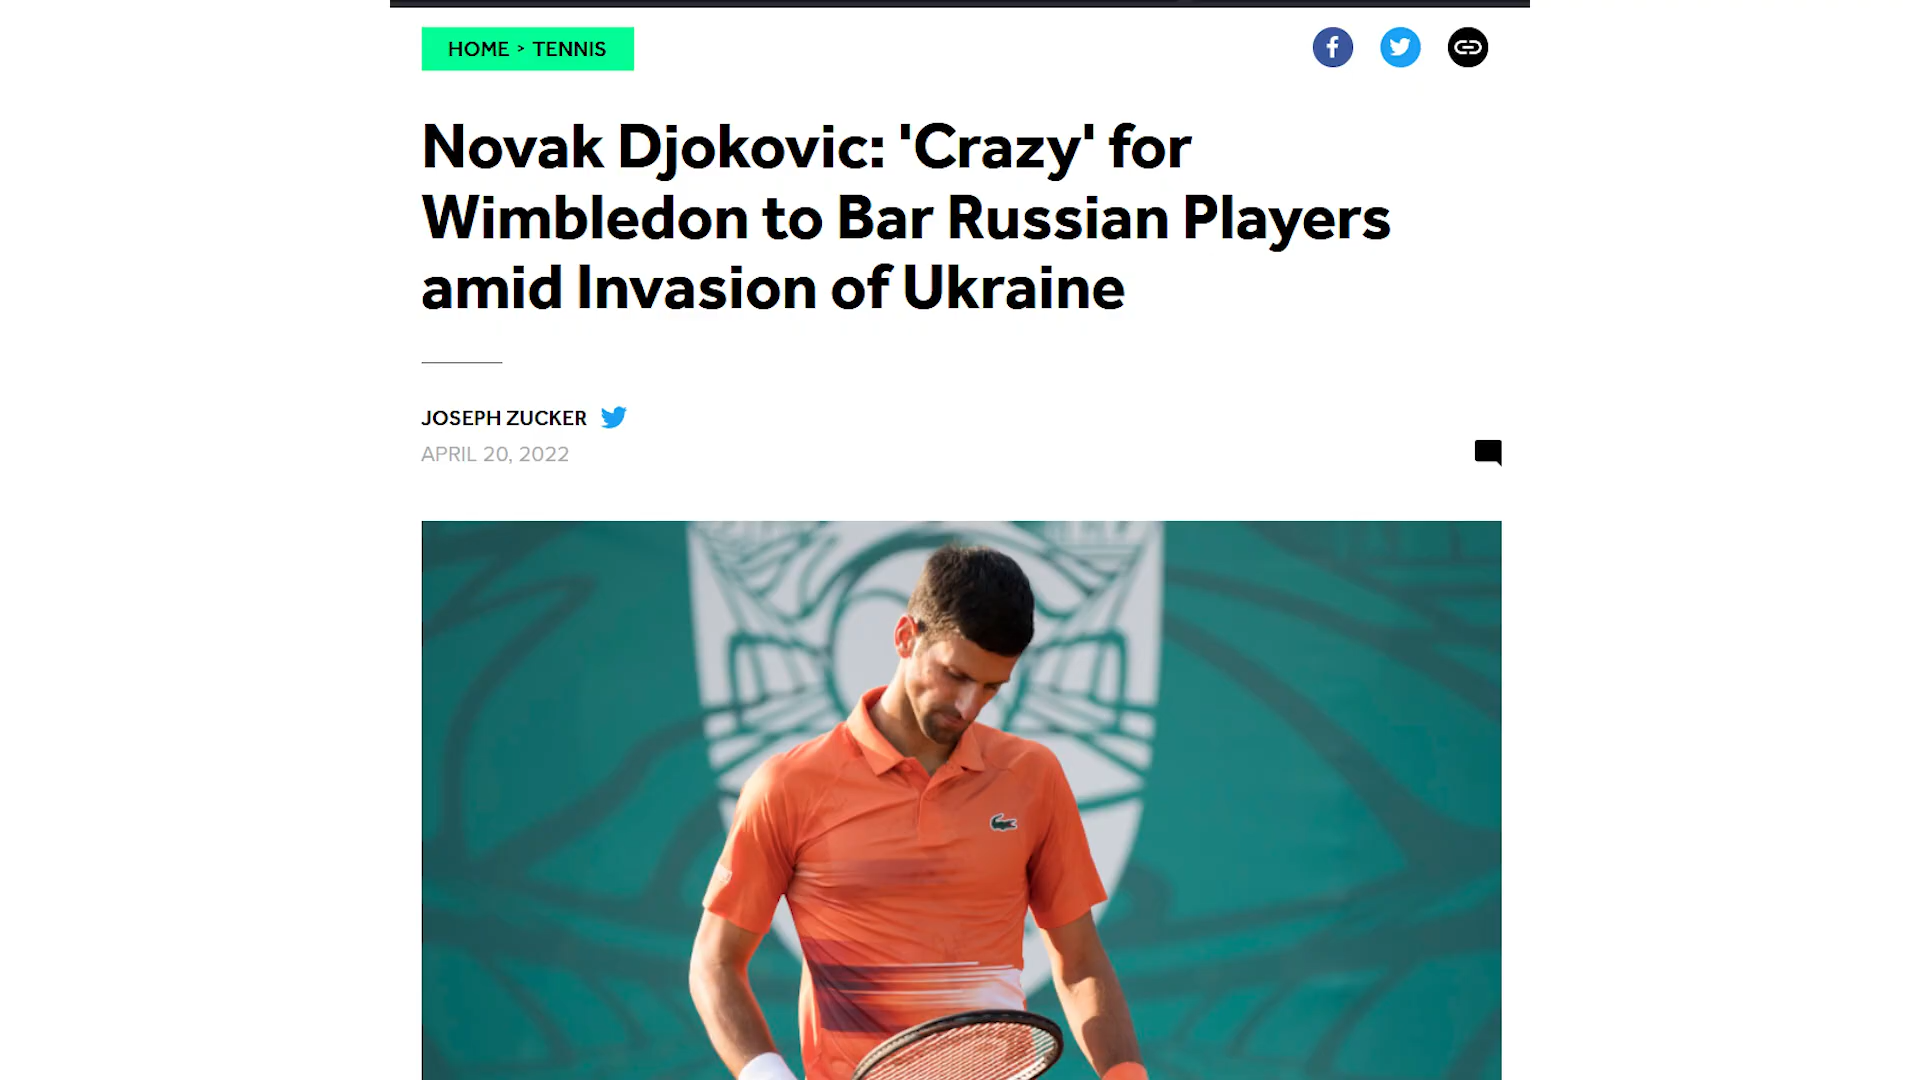 HOME > TENNIS
Novak Djokovic: 'Crazy' for
Wimbledon to Bar Russian Players
amid Invasion of Ukraine
JOSEPH ZUCKER
APRIL 20, 2022